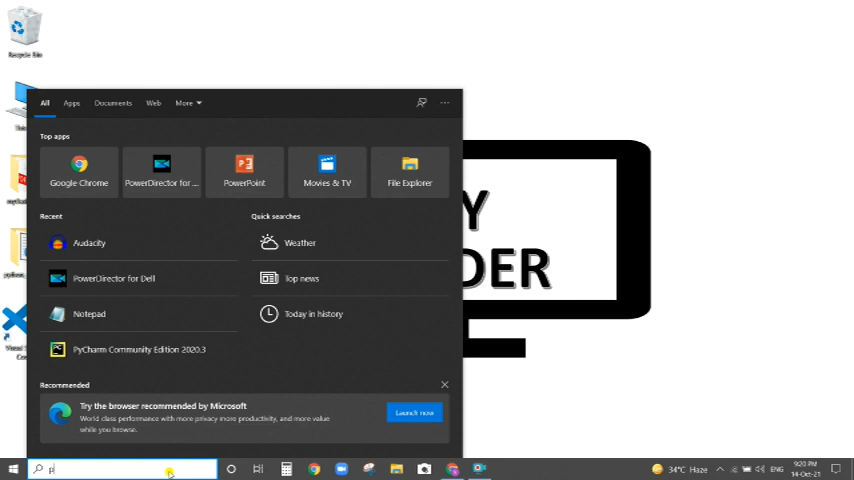 Recycle Bin
All Apps Documents Web More
Top apps
Google Chrome PowerDirector for ... PowerPoint Movies & TV File Explorer
Recent Quick searches
Audacity Weather
PowerDirector for Dell Top news
Notepad Today in history
PyCharm Community Edition 2020.3
Recommended
Try the browser recommended by Microsoft
World class performance with more privacy more productivity, and more value
while you browse.
Launch now
Y
DER
p
34°C Haze
ENG
9:20 PM
14-Oct-21